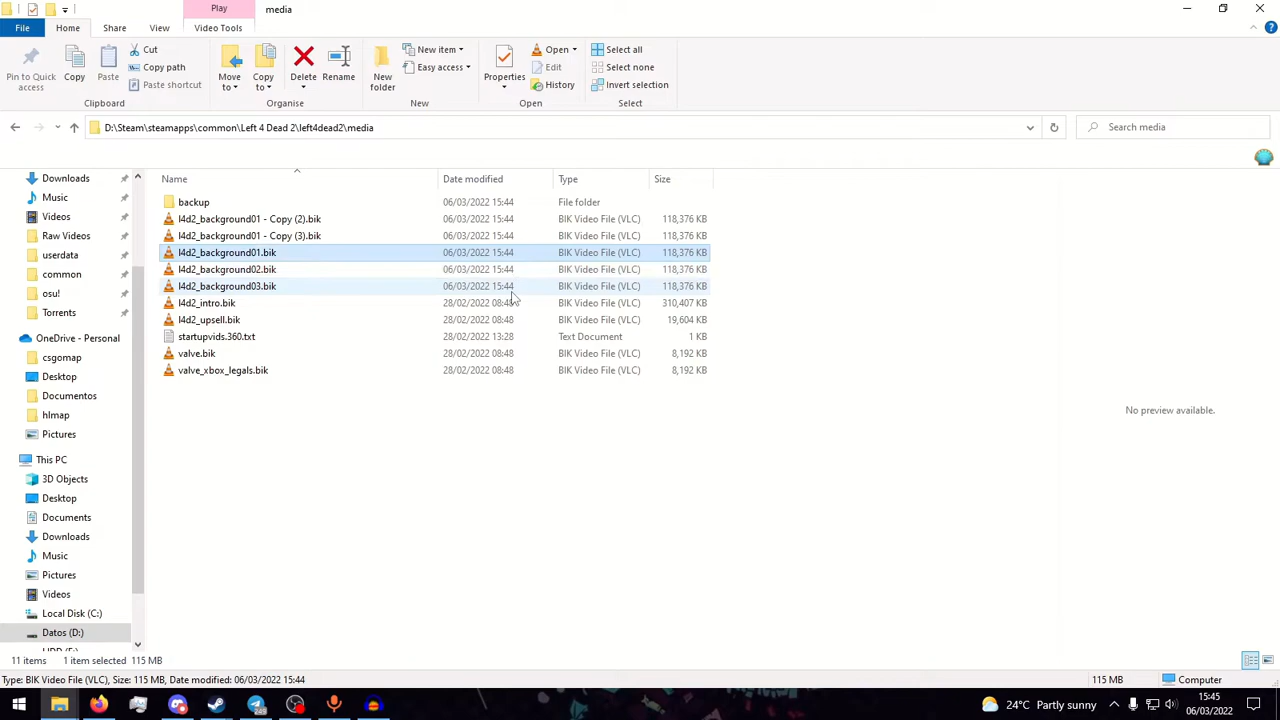 Play
media
File
Home
Share
View
Video Tools
Pin to Quick access
Copy
Paste
Cut
Copy path
Paste shortcut
Clipboard
Move to
Copy to
Delete
Rename
Organise
New folder
New item
Easy access
New
Properties
Open
Edit
History
Open
Select all
Select none
Invert selection
Select
D:\Steam\steamapps\common\Left 4 Dead 2\left4dead2\media
Search media
Name Date modified Type Size
backup 06/03/2022 15:44 File folder
l4d2_background01 - Copy (2).bik 06/03/2022 15:44 BIK Video File (VLC) 118,376 KB
l4d2_background01 - Copy (3).bik 06/03/2022 15:44 BIK Video File (VLC) 118,376 KB
l4d2_background01.bik 06/03/2022 15:44 BIK Video File (VLC) 118,376 KB
l4d2_background02.bik 06/03/2022 15:44 BIK Video File (VLC) 118,376 KB
l4d2_background03.bik 06/03/2022 15:44 BIK Video File (VLC) 118,376 KB
l4d2_intro.bik 28/02/2022 08:48 BIK Video File (VLC) 310,407 KB
l4d2_upsell.bik 28/02/2022 08:48 BIK Video File (VLC) 19,604 KB
startupvids.360.txt 28/02/2022 13:28 Text Document 1 KB
valve.bik 28/02/2022 08:48 BIK Video File (VLC) 8,192 KB
valve_xbox_legals.bik 28/02/2022 08:48 BIK Video File (VLC) 8,192 KB
Downloads
Music
Videos
Raw Videos
userdata
common
osu!
Torrents
OneDrive - Personal
csgomap
Desktop
Documentos
hlmap
Pictures
This PC
3D Objects
Desktop
Documents
Downloads
Music
Pictures
Videos
Local Disk (C:)
Datos (D:)
No preview available.
11 items 1 item selected 115 MB
Type: BIK Video File (VLC), Size: 115 MB, Date modified: 06/03/2022 15:44
115 MB
Computer
24°C Partly sunny
15:45
06/03/2022